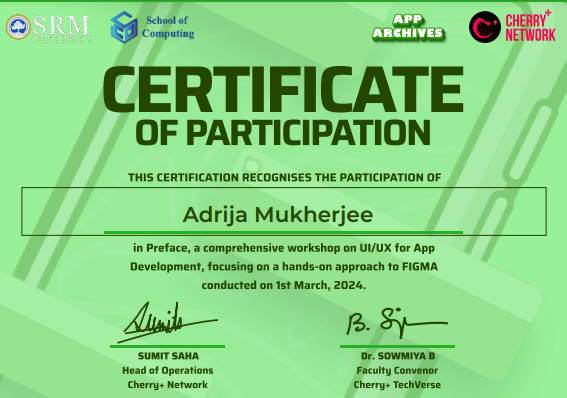 SRM
School of
Computing
APP
ARCHIVES
CHERRY+
NETWORK
CERTIFICATE
OF PARTICIPATION
THIS CERTIFICATION RECOGNISES THE PARTICIPATION OF
Adrija Mukherjee
in Preface, a comprehensive workshop on UI/UX for App
Development, focusing on a hands-on approach to FIGMA
conducted on 1st March, 2024.
B. Sj
SUMIT SAHA
Head of Operations
Cherry+ Network
Dr. SOWMIYA B
Faculty Convenor
Cherry+ TechVerse